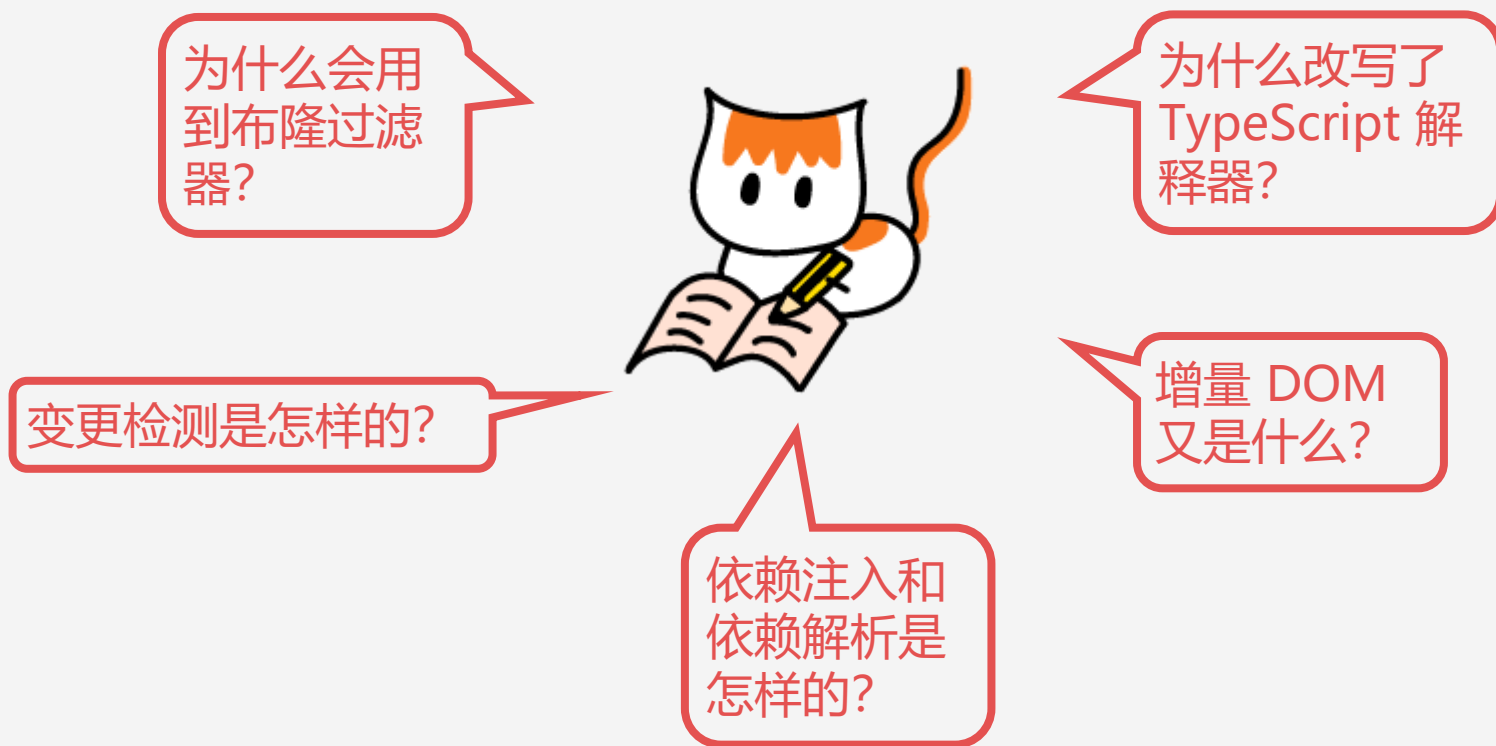 为什么会用
到布隆过滤
器?
为什么改写了
TypeScript 解
释器?
变更检测是怎样的?
增量 DOM
又是什么?
依赖注入和
依赖解析是
怎样的?